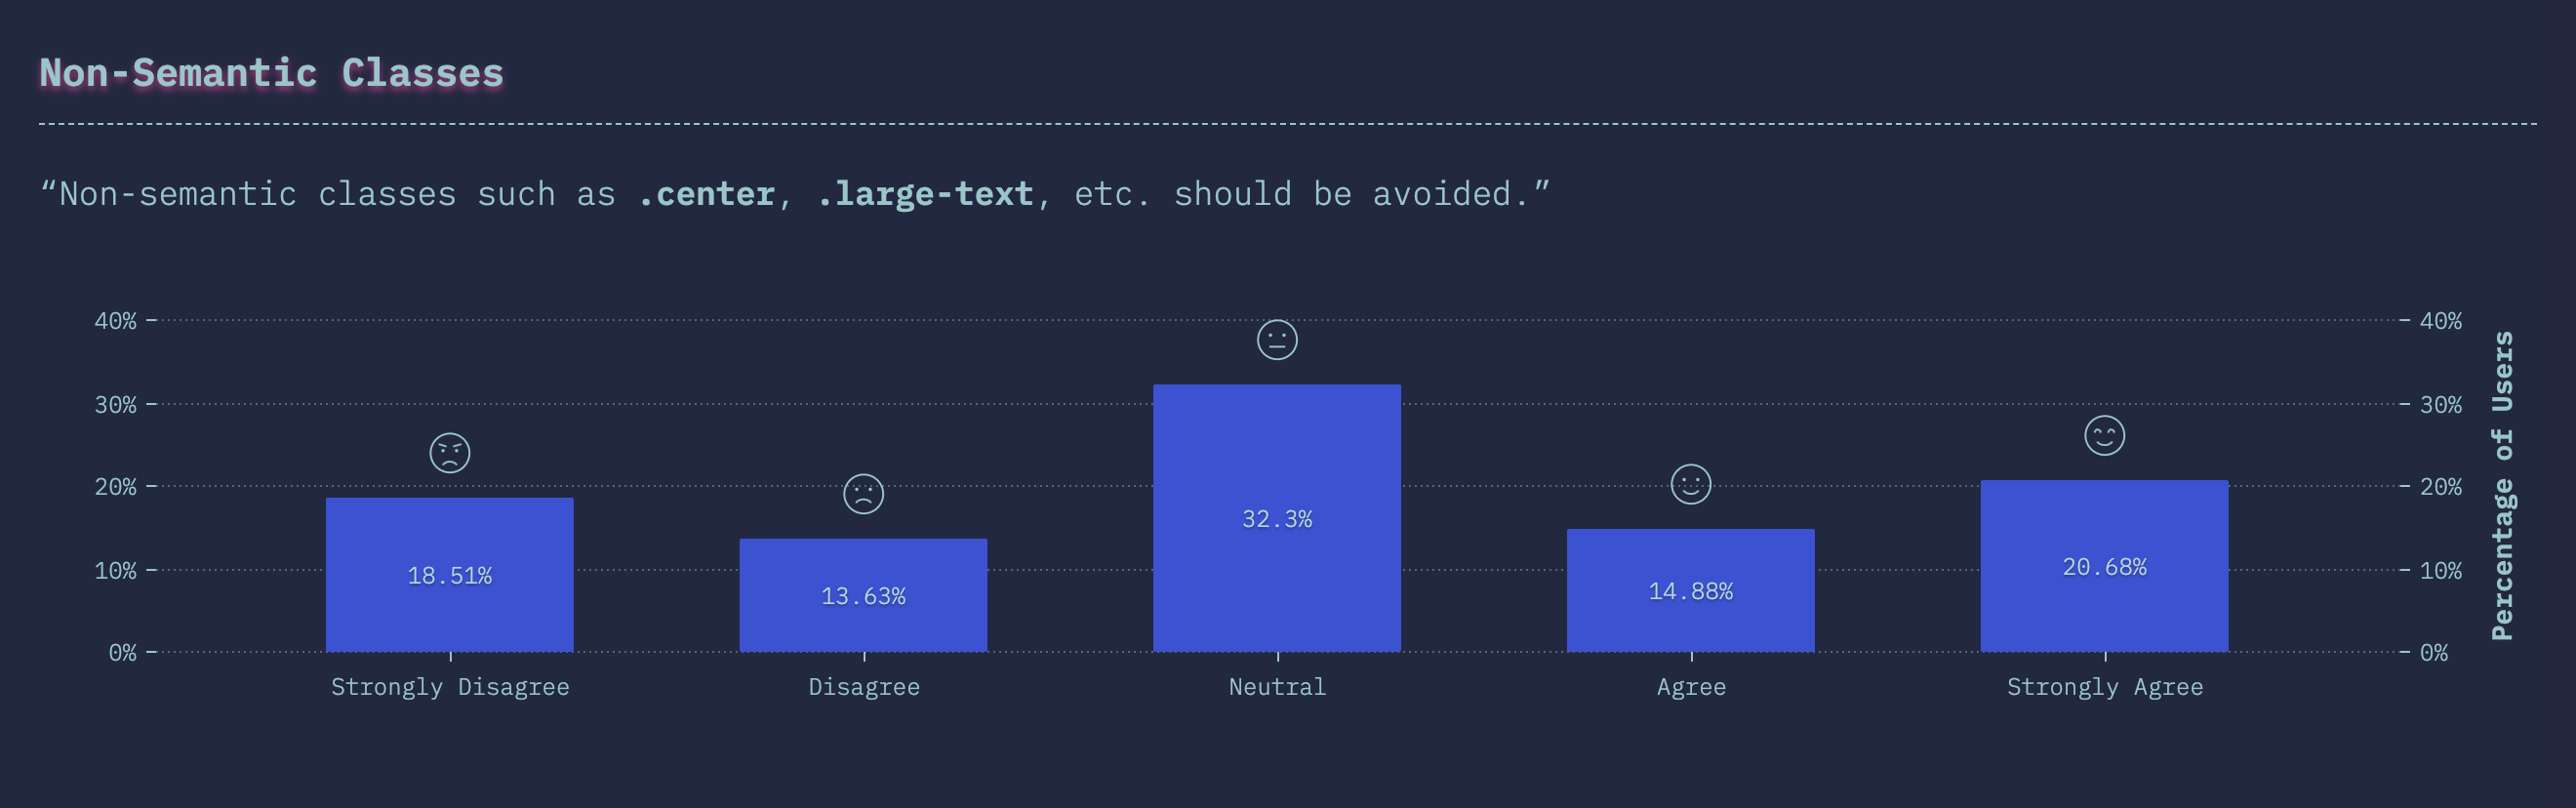 Non-Semantic Classes
“Non-semantic classes such as .center, .large-text, etc. should be avoided.”
40%
30%
20%
10%
0%
18.51%
13.63%
32.3%
14.88%
20.68%
Strongly Disagree
Disagree
Neutral
Agree
Strongly Agree
40%
30%
20%
10%
0%
Percentage of Users